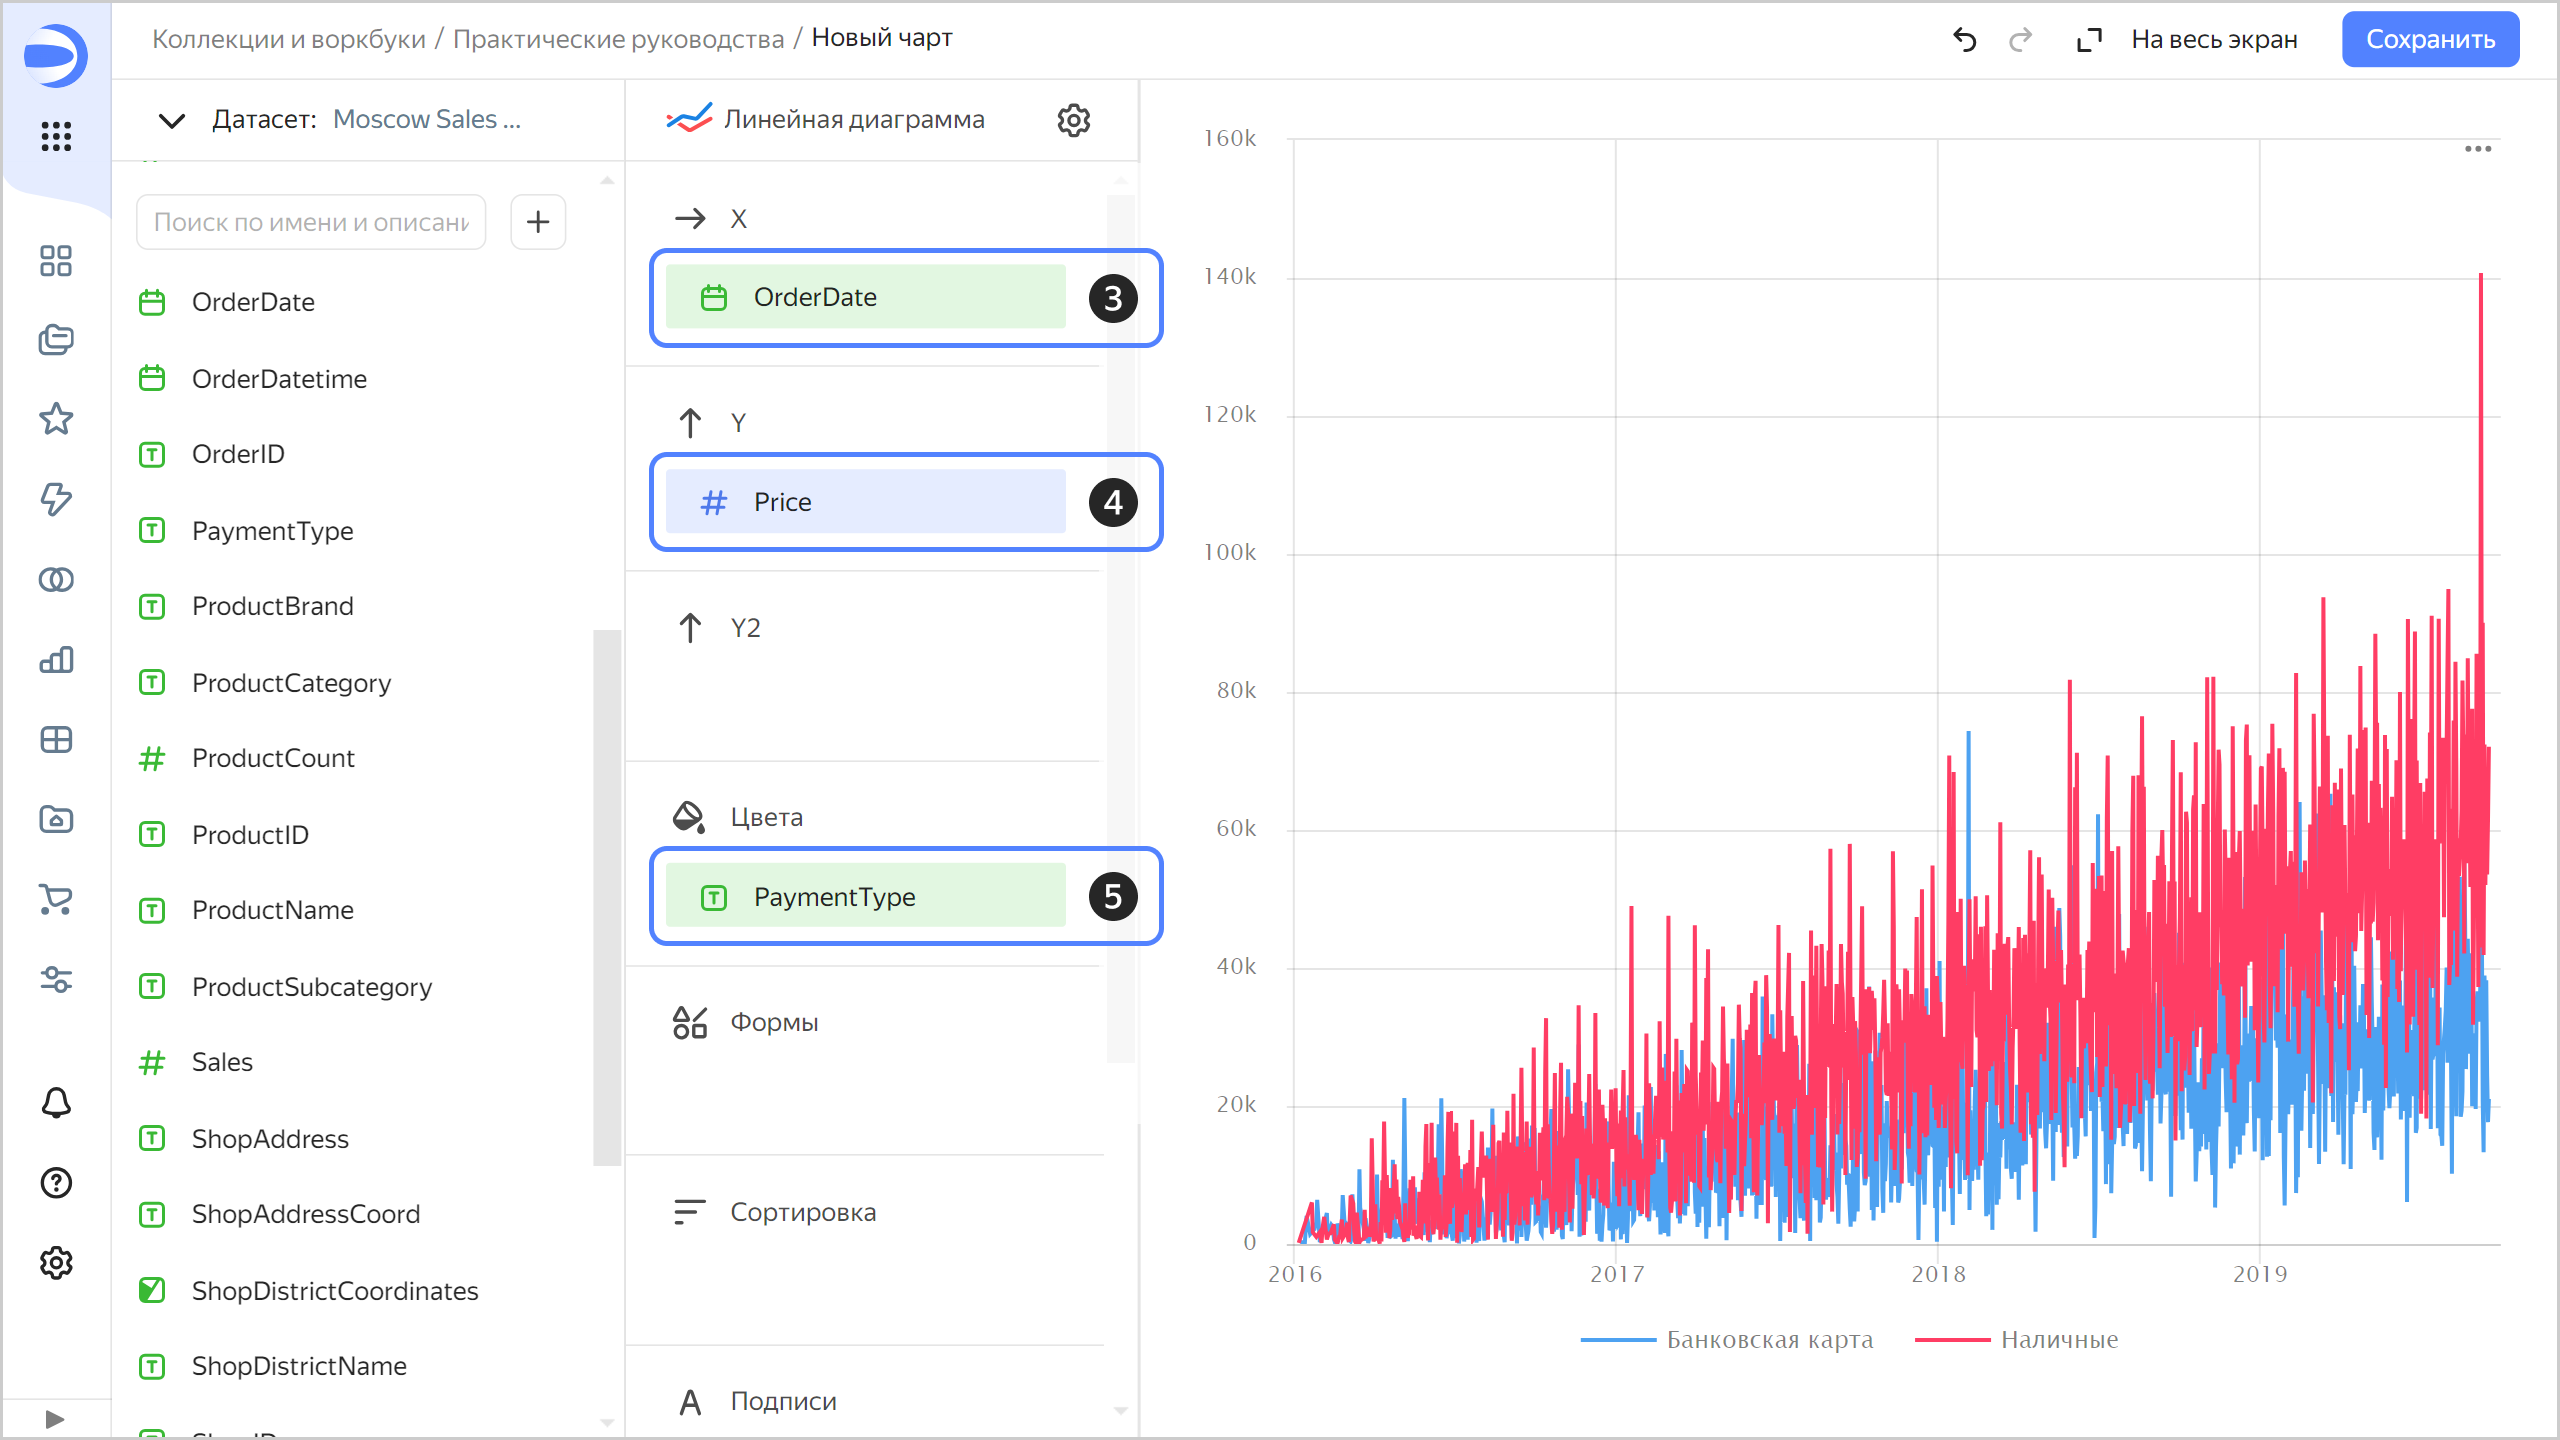 Коллекции и воркбуки / Практические руководства / Новый чарт
На весь экран
Сохранить
Датасет: Moscow Sales ...
Поиск по имени и описани
OrderDate
OrderDatetime
OrderID
PaymentType
ProductBrand
ProductCategory
ProductCount
ProductID
ProductName
ProductSubcategory
Sales
ShopAddress
ShopAddressCoord
ShopDistrictCoordinates
ShopDistrictName
Линейная диаграмма
X
OrderDate
3
Y
Price
4
Y2
Цвета
PaymentType
5
Формы
Сортировка
Подписи
160k
140k
120k
100k
80k
60k
40k
20k
0
2016 2017 2018 2019
Банковская карта Наличные